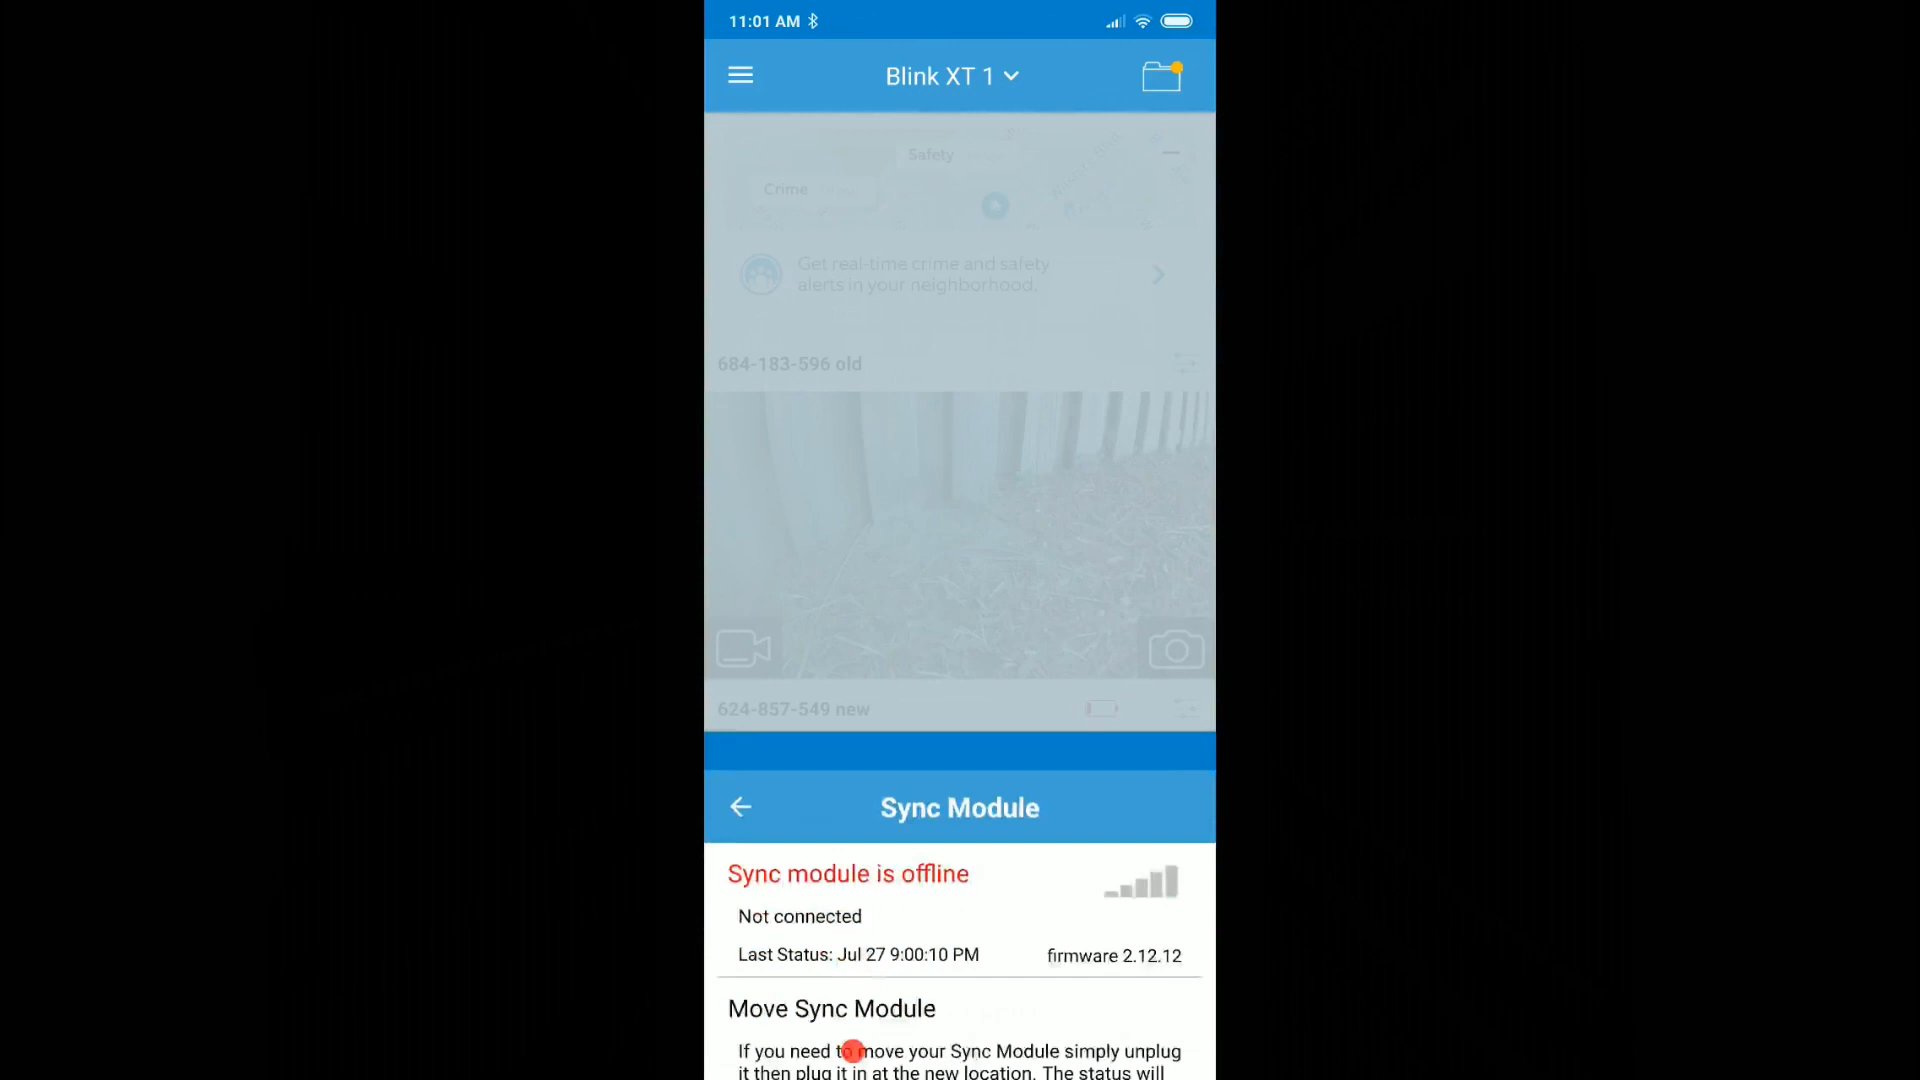 11:01 AM
Blink XT 1
Safety
Crime
Get real-time crime and safety
alerts in your neighborhood.
684-183-596 old
624-857-549 new
Sync Module
Sync module is offline
Not connected
Last Status: Jul 27 9:00:10 PM
firmware 2.12.12
Move Sync Module
If you need to move your Sync Module simply unplug
it then plug it in at the new location. The status will